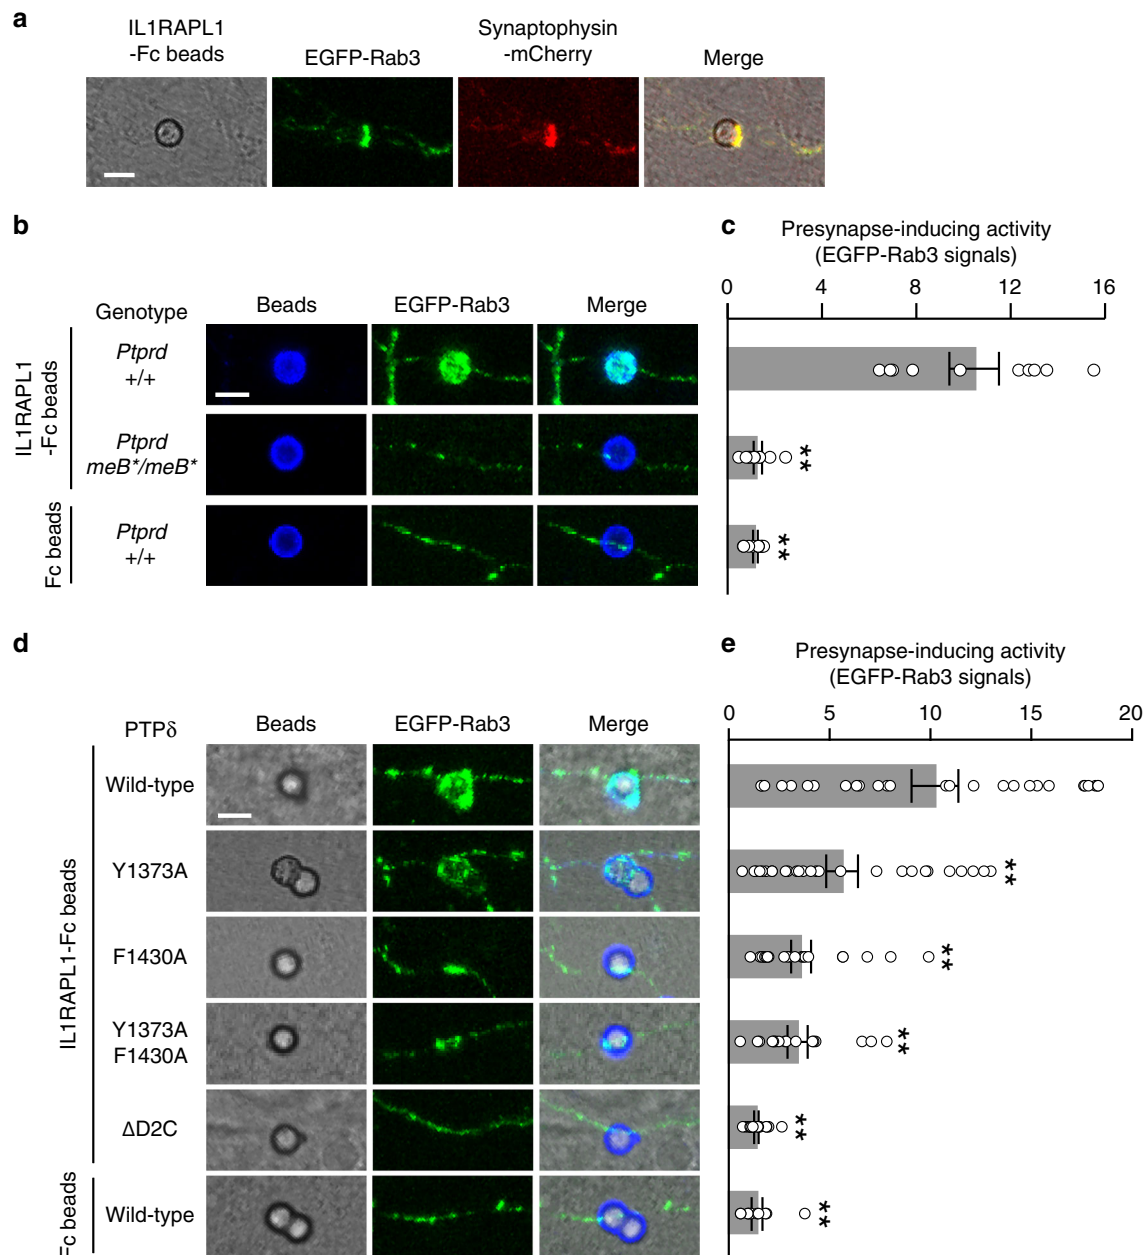 a
IL1RAPL1
-Fc beads
EGFP-Rab3
Synaptophysin
-mCherry
Merge
b
Genotype
Beads
EGFP-Rab3
Merge
IL1RAPL1
-Fc beads
Ptprd
+/+
Ptprd
meB*/meB*
Fc beads
Ptprd
+/+
c
Presynapse-inducing activity
(EGFP-Rab3 signals)
0 4 8 12 16
**
**
d
PTPδ
Beads
EGFP-Rab3
Merge
IL1RAPL1-Fc beads
Wild-type
Y1373A
F1430A
Y1373A
F1430A
ΔD2C
Fc beads
Wild-type
e
Presynapse-inducing activity
(EGFP-Rab3 signals)
0 5 10 15 20
**
**
**
**
**